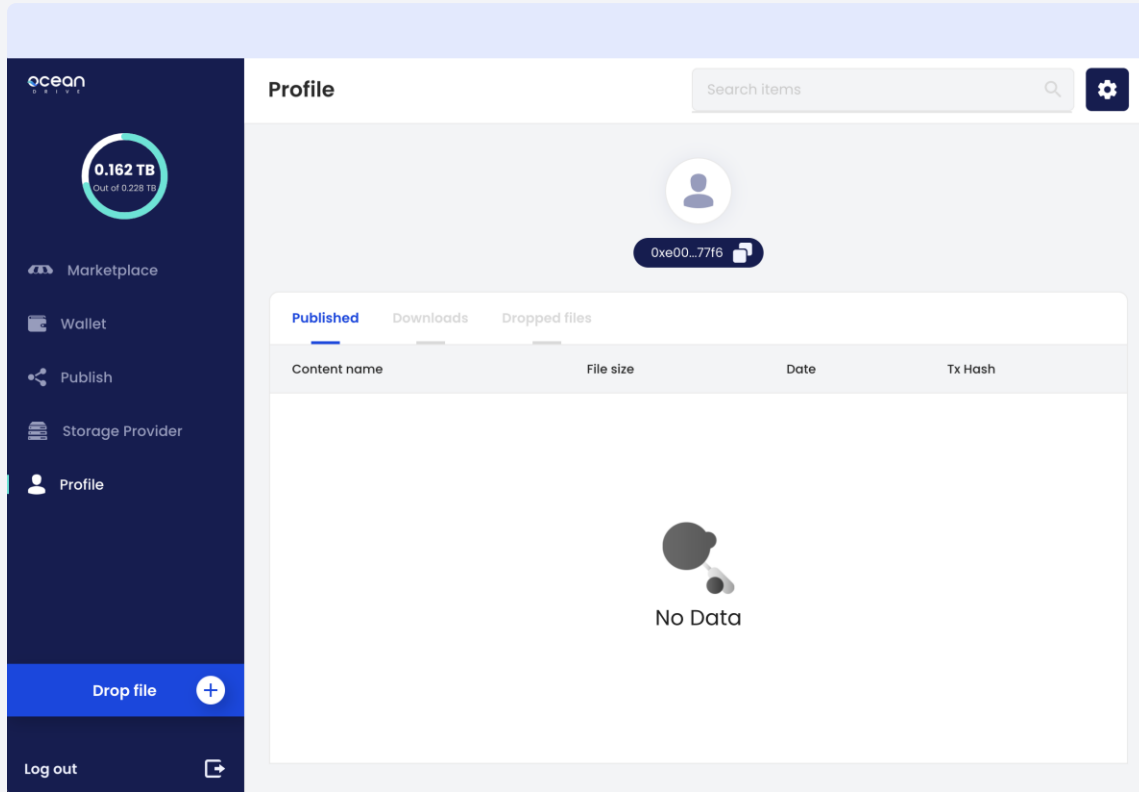 ocean
DRIVE
0.162 TB
Out of 0.228 TB
Marketplace
Wallet
Publish
Storage Provider
Profile
Drop file
Log out
Profile
Search items
0xe00...77f6
Published Downloads Dropped files
Content name File size Date Tx Hash
No Data